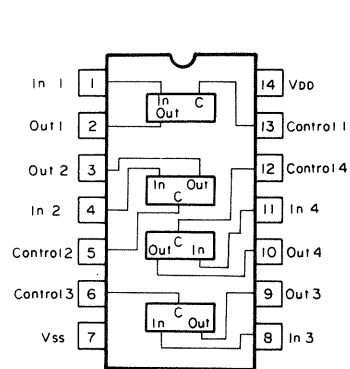 In 1 1 14 VDD
In C
Out
Out 1 2 13 Control 1
Out 2 3 12 Control 4
In Out
In 2 4 11 In 4
C
C
Control 2 5 Out In 10 Out 4
Control 3 6 9 Out 3
C
In Out
Vss 7 8 In 3